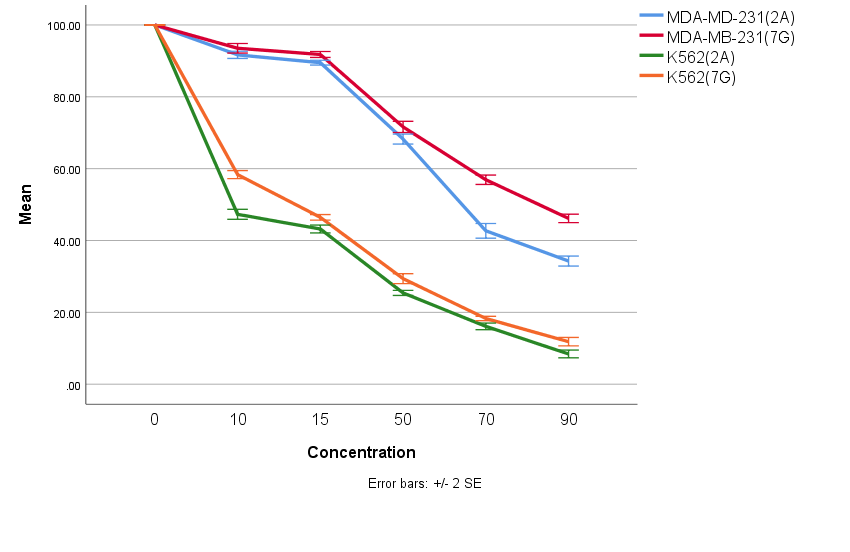 MDA-MD-231(2A)
MDA-MB-231(7G)
K562(2A)
K562(7G)
100.00
80.00
60.00
40.00
20.00
.00
Mean
0 10 15 50 70 90
Concentration
Error bars: +/- 2 SE